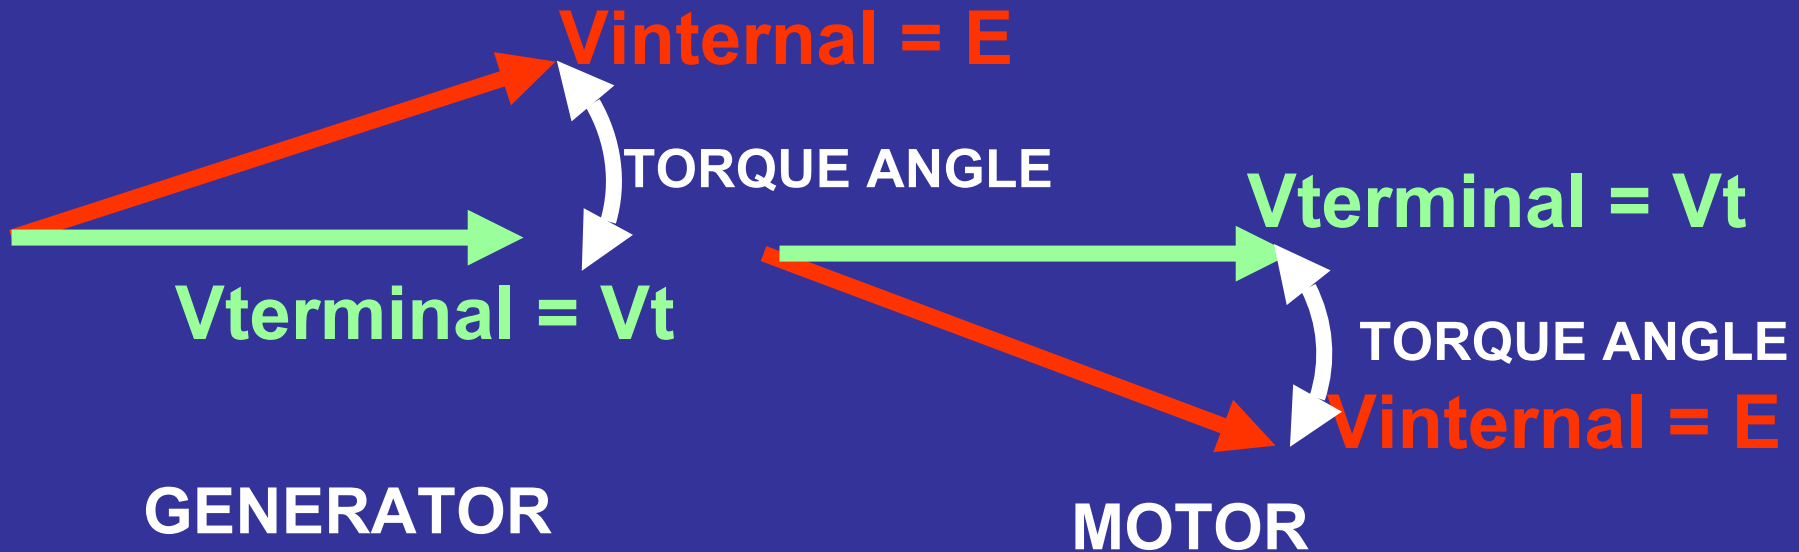 Vinternal = E
TORQUE ANGLE
Vterminal = Vt
GENERATOR
Vterminal = Vt
TORQUE ANGLE
Vinternal = E
MOTOR